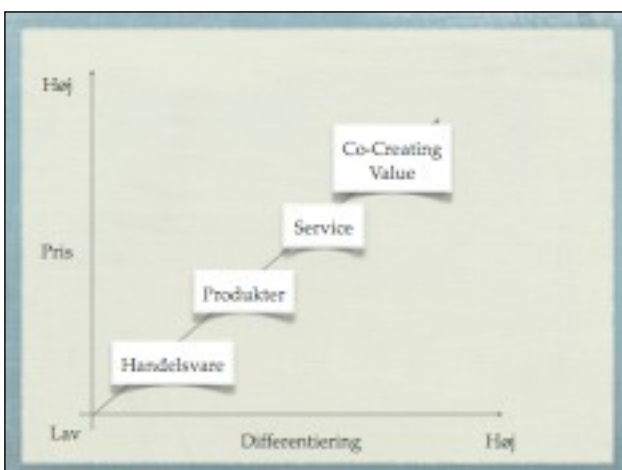 Høj
Co-Creating
Value
Service
Pris
Produkter
Handelsvare
Lav
Differentiering
Høj